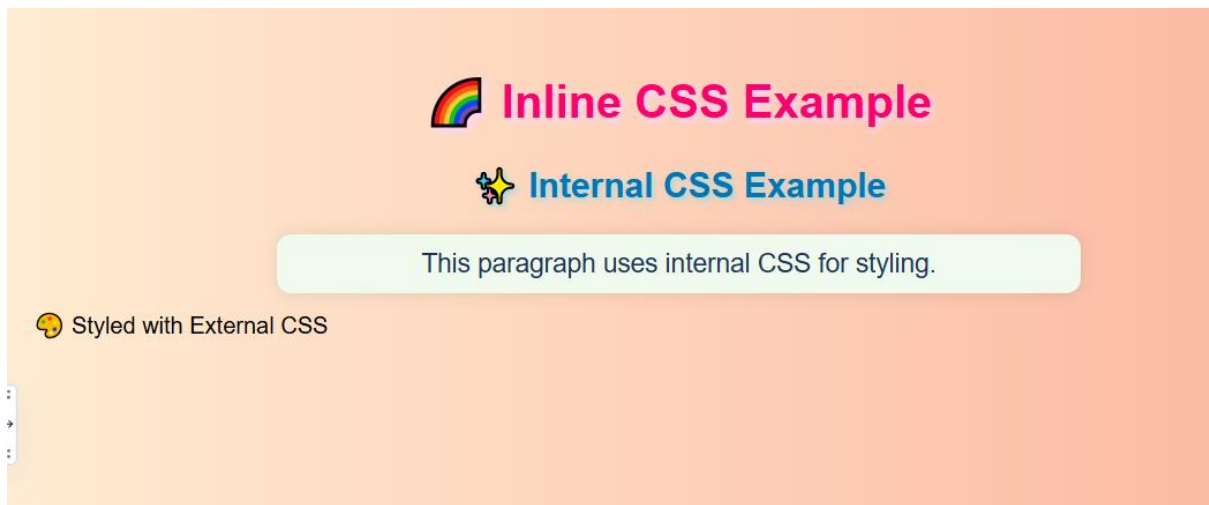 🌈 Inline CSS Example
✨ Internal CSS Example
This paragraph uses internal CSS for styling.
🎨 Styled with External CSS